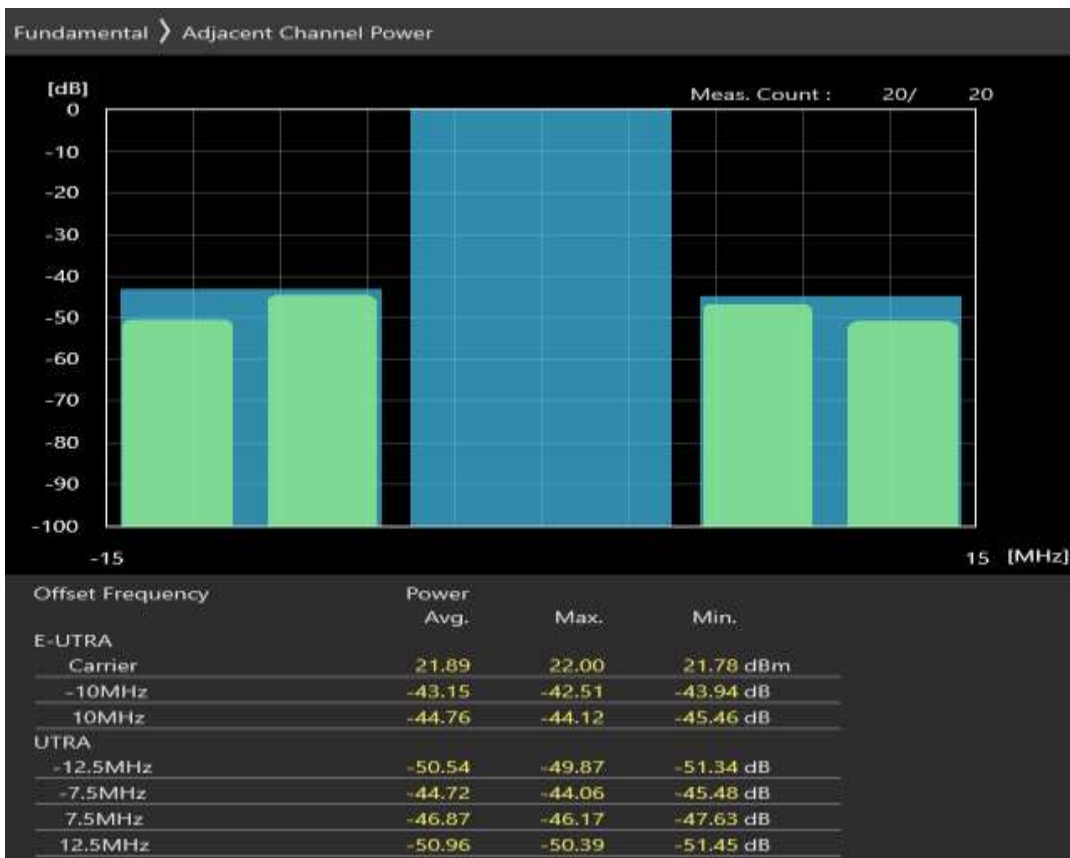 Fundamental ❯ Adjacent Channel Power
[dB]
Meas. Count : 20/ 20
0
-10
-20
-30
-40
-50
-60
-70
-80
-90
-100
-15 15 [MHz]
Offset Frequency Power
Avg. Max. Min.
E-UTRA
Carrier 21.89 22.00 21.78 dBm
-10MHz -43.15 -42.51 -43.94 dB
10MHz -44.76 -44.12 -45.46 dB
UTRA
-12.5MHz -50.54 -49.87 -51.34 dB
-7.5MHz -44.72 -44.06 -45.48 dB
7.5MHz -46.87 -46.17 -47.63 dB
12.5MHz -50.96 -50.39 -51.45 dB